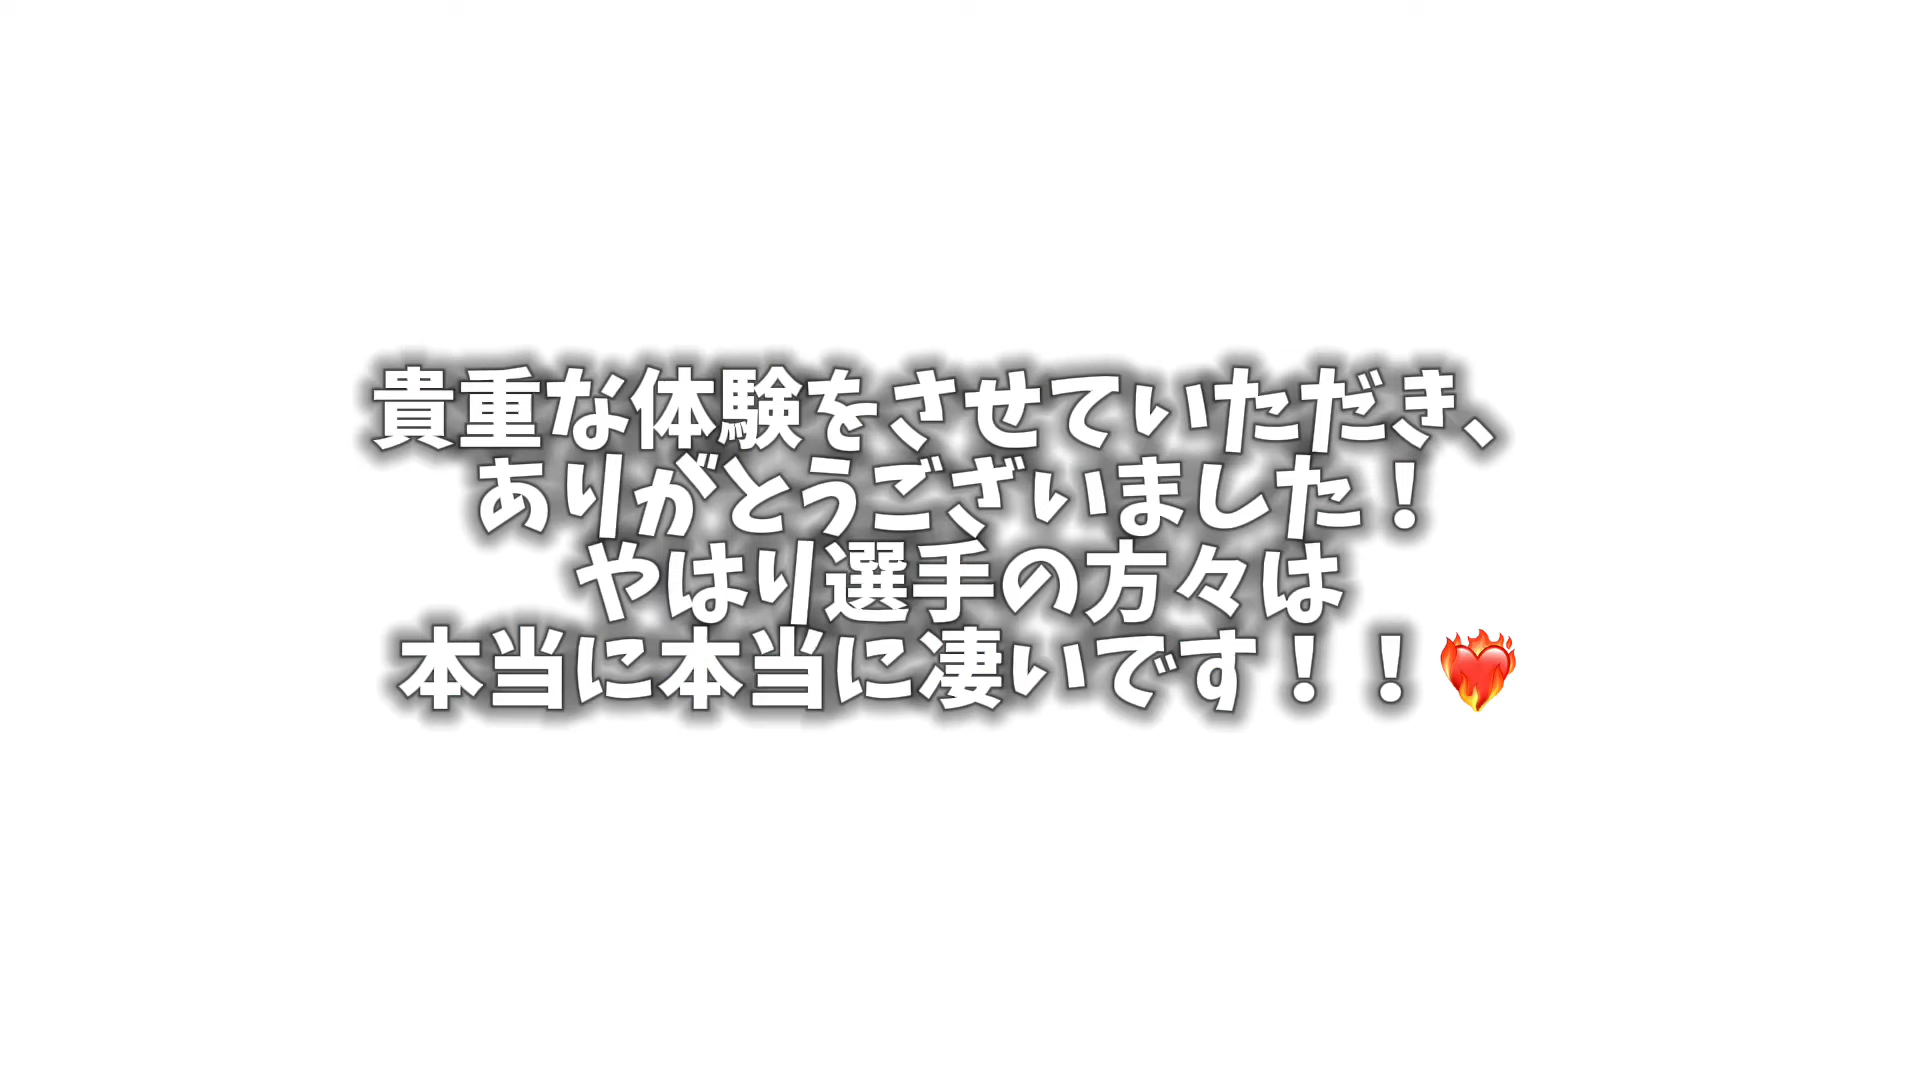 貴重な体験をさせていただき、
ありがとうございました！
やはり選手の方々は
本当に本当に凄いです！！❤️‍🔥